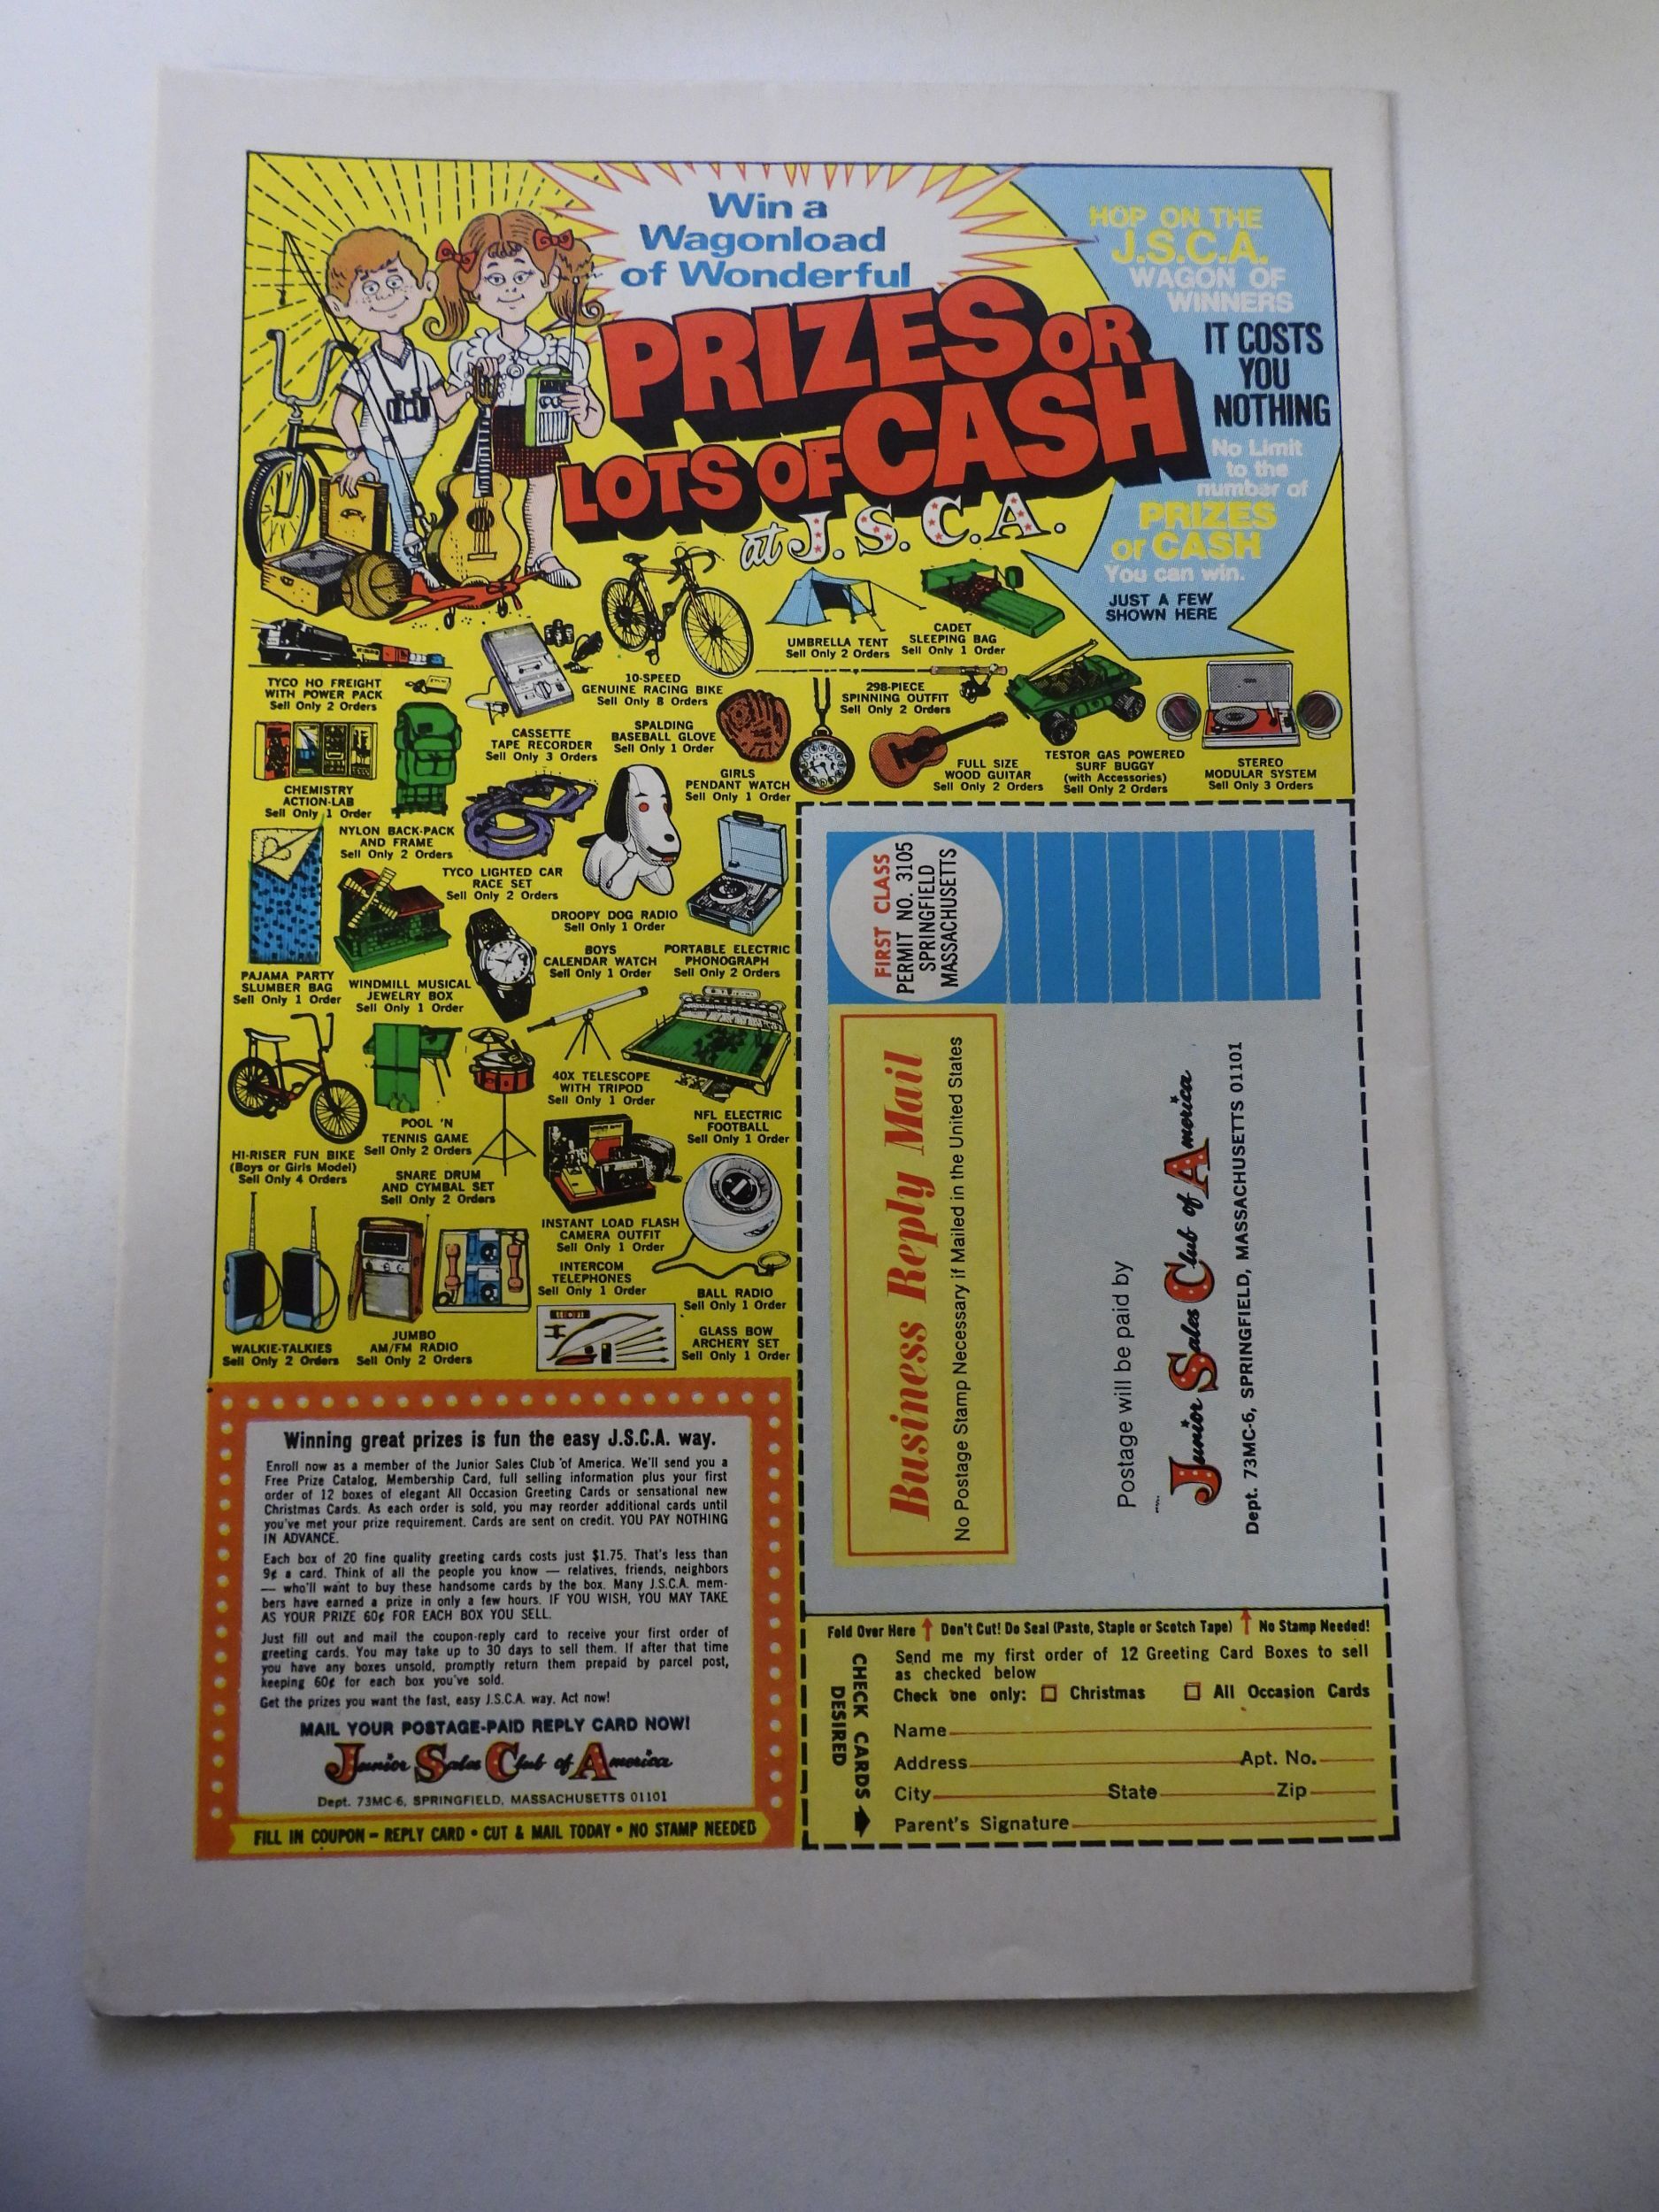 Win a
Wagonload
of Wonderful
PRIZES OR
LOTS OF CASH
at J.S.C.A.
HOP ON THE
J.S.C.A.
WAGON OF
WINNERS
IT COSTS
YOU
NOTHING
No Limit
to the
number of
PRIZES
or CASH
You can win.
JUST A FEW
SHOWN HERE
UMBRELLA TENT
Sell Only 2 Orders
CADET
SLEEPING BAG
Sell Only 1 Order
TYCO HO FREIGHT
WITH POWER PACK
Sell Only 2 Orders
10-SPEED
GENUINE RACING BIKE
Sell Only 8 Orders
298-PIECE
SPINNING OUTFIT
Sell Only 2 Orders
CASSETTE
TAPE RECORDER
Sell Only 3 Orders
SPALDING
BASEBALL GLOVE
Sell Only 1 Order
GIRLS
PENDANT WATCH
Sell Only 1 Order
FULL SIZE
WOOD GUITAR
Sell Only 2 Orders
TESTOR GAS POWERED
SURF BUGGY
(with Accessories)
Sell Only 2 Orders
STEREO
MODULAR SYSTEM
Sell Only 3 Orders
CHEMISTRY
ACTION-LAB
Sell Only 1 Order
NYLON BACK-PACK
AND FRAME
Sell Only 2 Orders
TYCO LIGHTED CAR
RACE SET
Sell Only 2 Orders
DROOPY DOG RADIO
Sell Only 1 Order
BOYS
CALENDAR WATCH
Sell Only 1 Order
PORTABLE ELECTRIC
PHONOGRAPH
Sell Only 2 Orders
PAJAMA PARTY
SLUMBER BAG
Sell Only 1 Order
WINDMILL MUSICAL
JEWELRY BOX
Sell Only 1 Order
40X TELESCOPE
WITH TRIPOD
Sell Only 1 Order
NFL ELECTRIC
FOOTBALL
Sell Only 1 Order
HI-RISER FUN BIKE
(Boys or Girls Model)
Sell Only 4 Orders
POOL 'N
TENNIS GAME
Sell Only 2 Orders
SNARE DRUM
AND CYMBAL SET
Sell Only 2 Orders
INSTANT LOAD FLASH
CAMERA OUTFIT
Sell Only 1 Order
INTERCOM
TELEPHONES
Sell Only 1 Order
BALL RADIO
Sell Only 1 Order
WALKIE-TALKIES
Sell Only 2 Orders
JUMBO
AM/FM RADIO
Sell Only 2 Orders
GLASS BOW
ARCHERY SET
Sell Only 1 Order
Winning great prizes is fun the easy J.S.C.A. way.
Enroll now as a member of the Junior Sales Club of America. We'll send you a
Free Prize Catalog, Membership Card, full selling information plus your first
order of 12 boxes of elegant All Occasion Greeting Cards or sensational new
Christmas Cards. As each order is sold, you may reorder additional cards until
you've met your prize requirement. Cards are sent on credit. YOU PAY NOTHING
IN ADVANCE.
Each box of 20 fine quality greeting cards costs just $1.75. That's less than
9¢ a card. Think of all the people you know — relatives, friends, neighbors
— who'll want to buy these handsome cards by the box. Many J.S.C.A. mem-
bers have earned a prize in only a few hours. IF YOU WISH, YOU MAY TAKE
AS YOUR PRIZE 60¢ FOR EACH BOX YOU SELL.
Just fill out and mail the coupon-reply card to receive your first order of
greeting cards. You may take up to 30 days to sell them. If after that time
you have any boxes unsold, promptly return them prepaid by parcel post,
keeping 60¢ for each box you've sold.
Get the prizes you want the fast, easy J.S.C.A. way. Act now!
MAIL YOUR POSTAGE-PAID REPLY CARD NOW!
Junior Sales Club of America
Dept. 73MC-6, SPRINGFIELD, MASSACHUSETTS 01101
FILL IN COUPON – REPLY CARD • CUT & MAIL TODAY • NO STAMP NEEDED
FIRST CLASS
PERMIT NO. 3105
SPRINGFIELD
MASSACHUSETTS
Business Reply Mail
No Postage Stamp Necessary if Mailed in the United States
Postage will be paid by
Junior Sales Club of America
Dept. 73MC-6, SPRINGFIELD, MASSACHUSETTS 01101
Fold Over Here ↑ Don't Cut! Do Seal (Paste, Staple or Scotch Tape) ↑ No Stamp Needed!
CHECK CARDS
DESIRED
Send me my first order of 12 Greeting Card Boxes to sell
as checked below
Check one only: □ Christmas □ All Occasion Cards
Name
Address Apt. No.
City State Zip
Parent's Signature